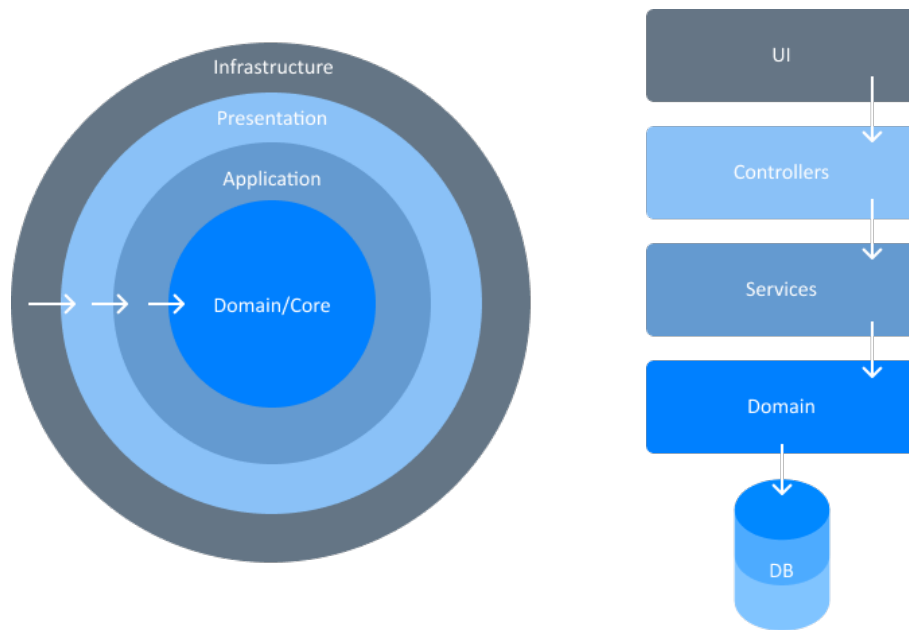 Infrastructure
Presentation
Application
Domain/Core
UI
Controllers
Services
Domain
DB